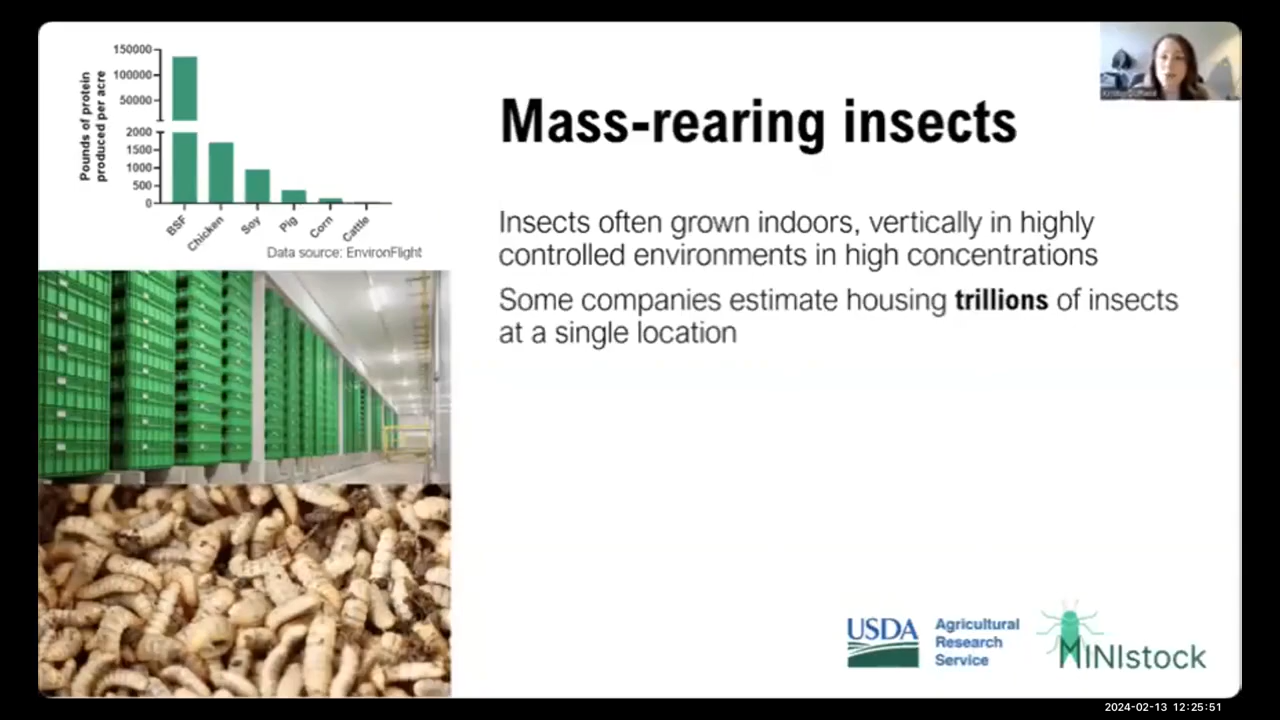 Pounds of protein
produced per acre
150000
100000
50000
2000
1500
1000
500
0
BSF
Chicken
Soy
Pig
Corn
Cattle
Data source: EnvironFlight
Mass-rearing insects
Insects often grown indoors, vertically in highly
controlled environments in high concentrations
Some companies estimate housing trillions of insects
at a single location
USDA
Agricultural
Research
Service
MINIstock
2024-02-13 12:25:51